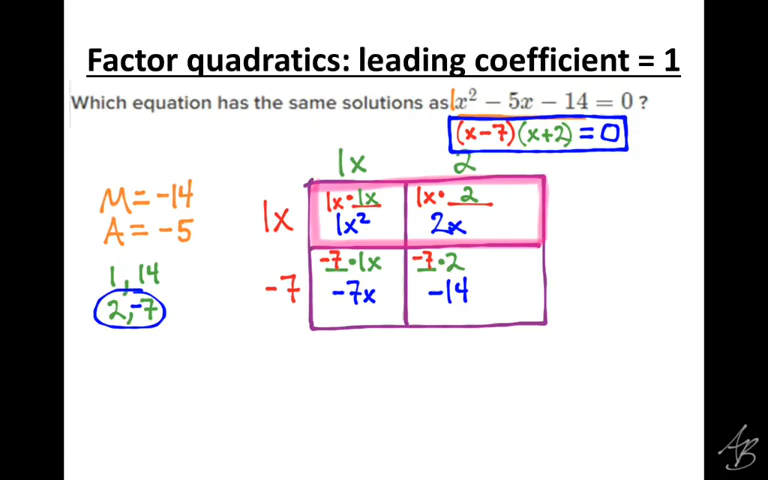 Factor quadratics: leading coefficient = 1
Which equation has the same solutions as 1x² − 5x − 14 = 0 ?
(x−7)(x+2) = 0
1x 2
M = -14
A = -5
1, 14
2, -7
1x
1x · 1x
1x²
1x · 2
2x
-7
-7 · 1x
-7x
-7 · 2
-14
AB